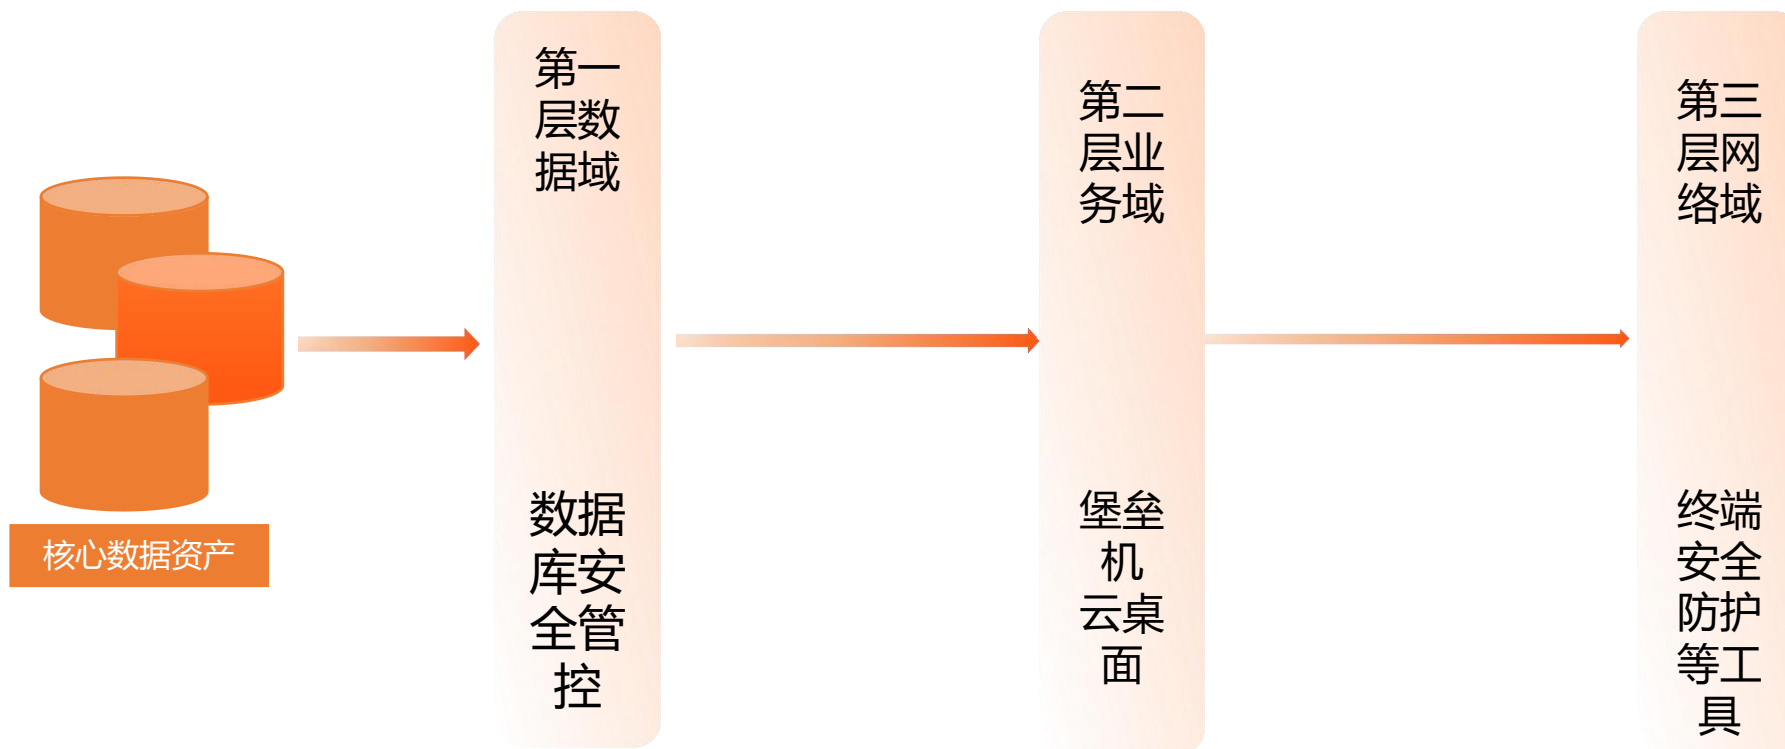 核心数据资产
第一
层数
据域
数据
库安
全管
控
第二
层业
务域
堡垒
机
云桌
面
第三
层网
络域
终端
安全
防护
等工
具